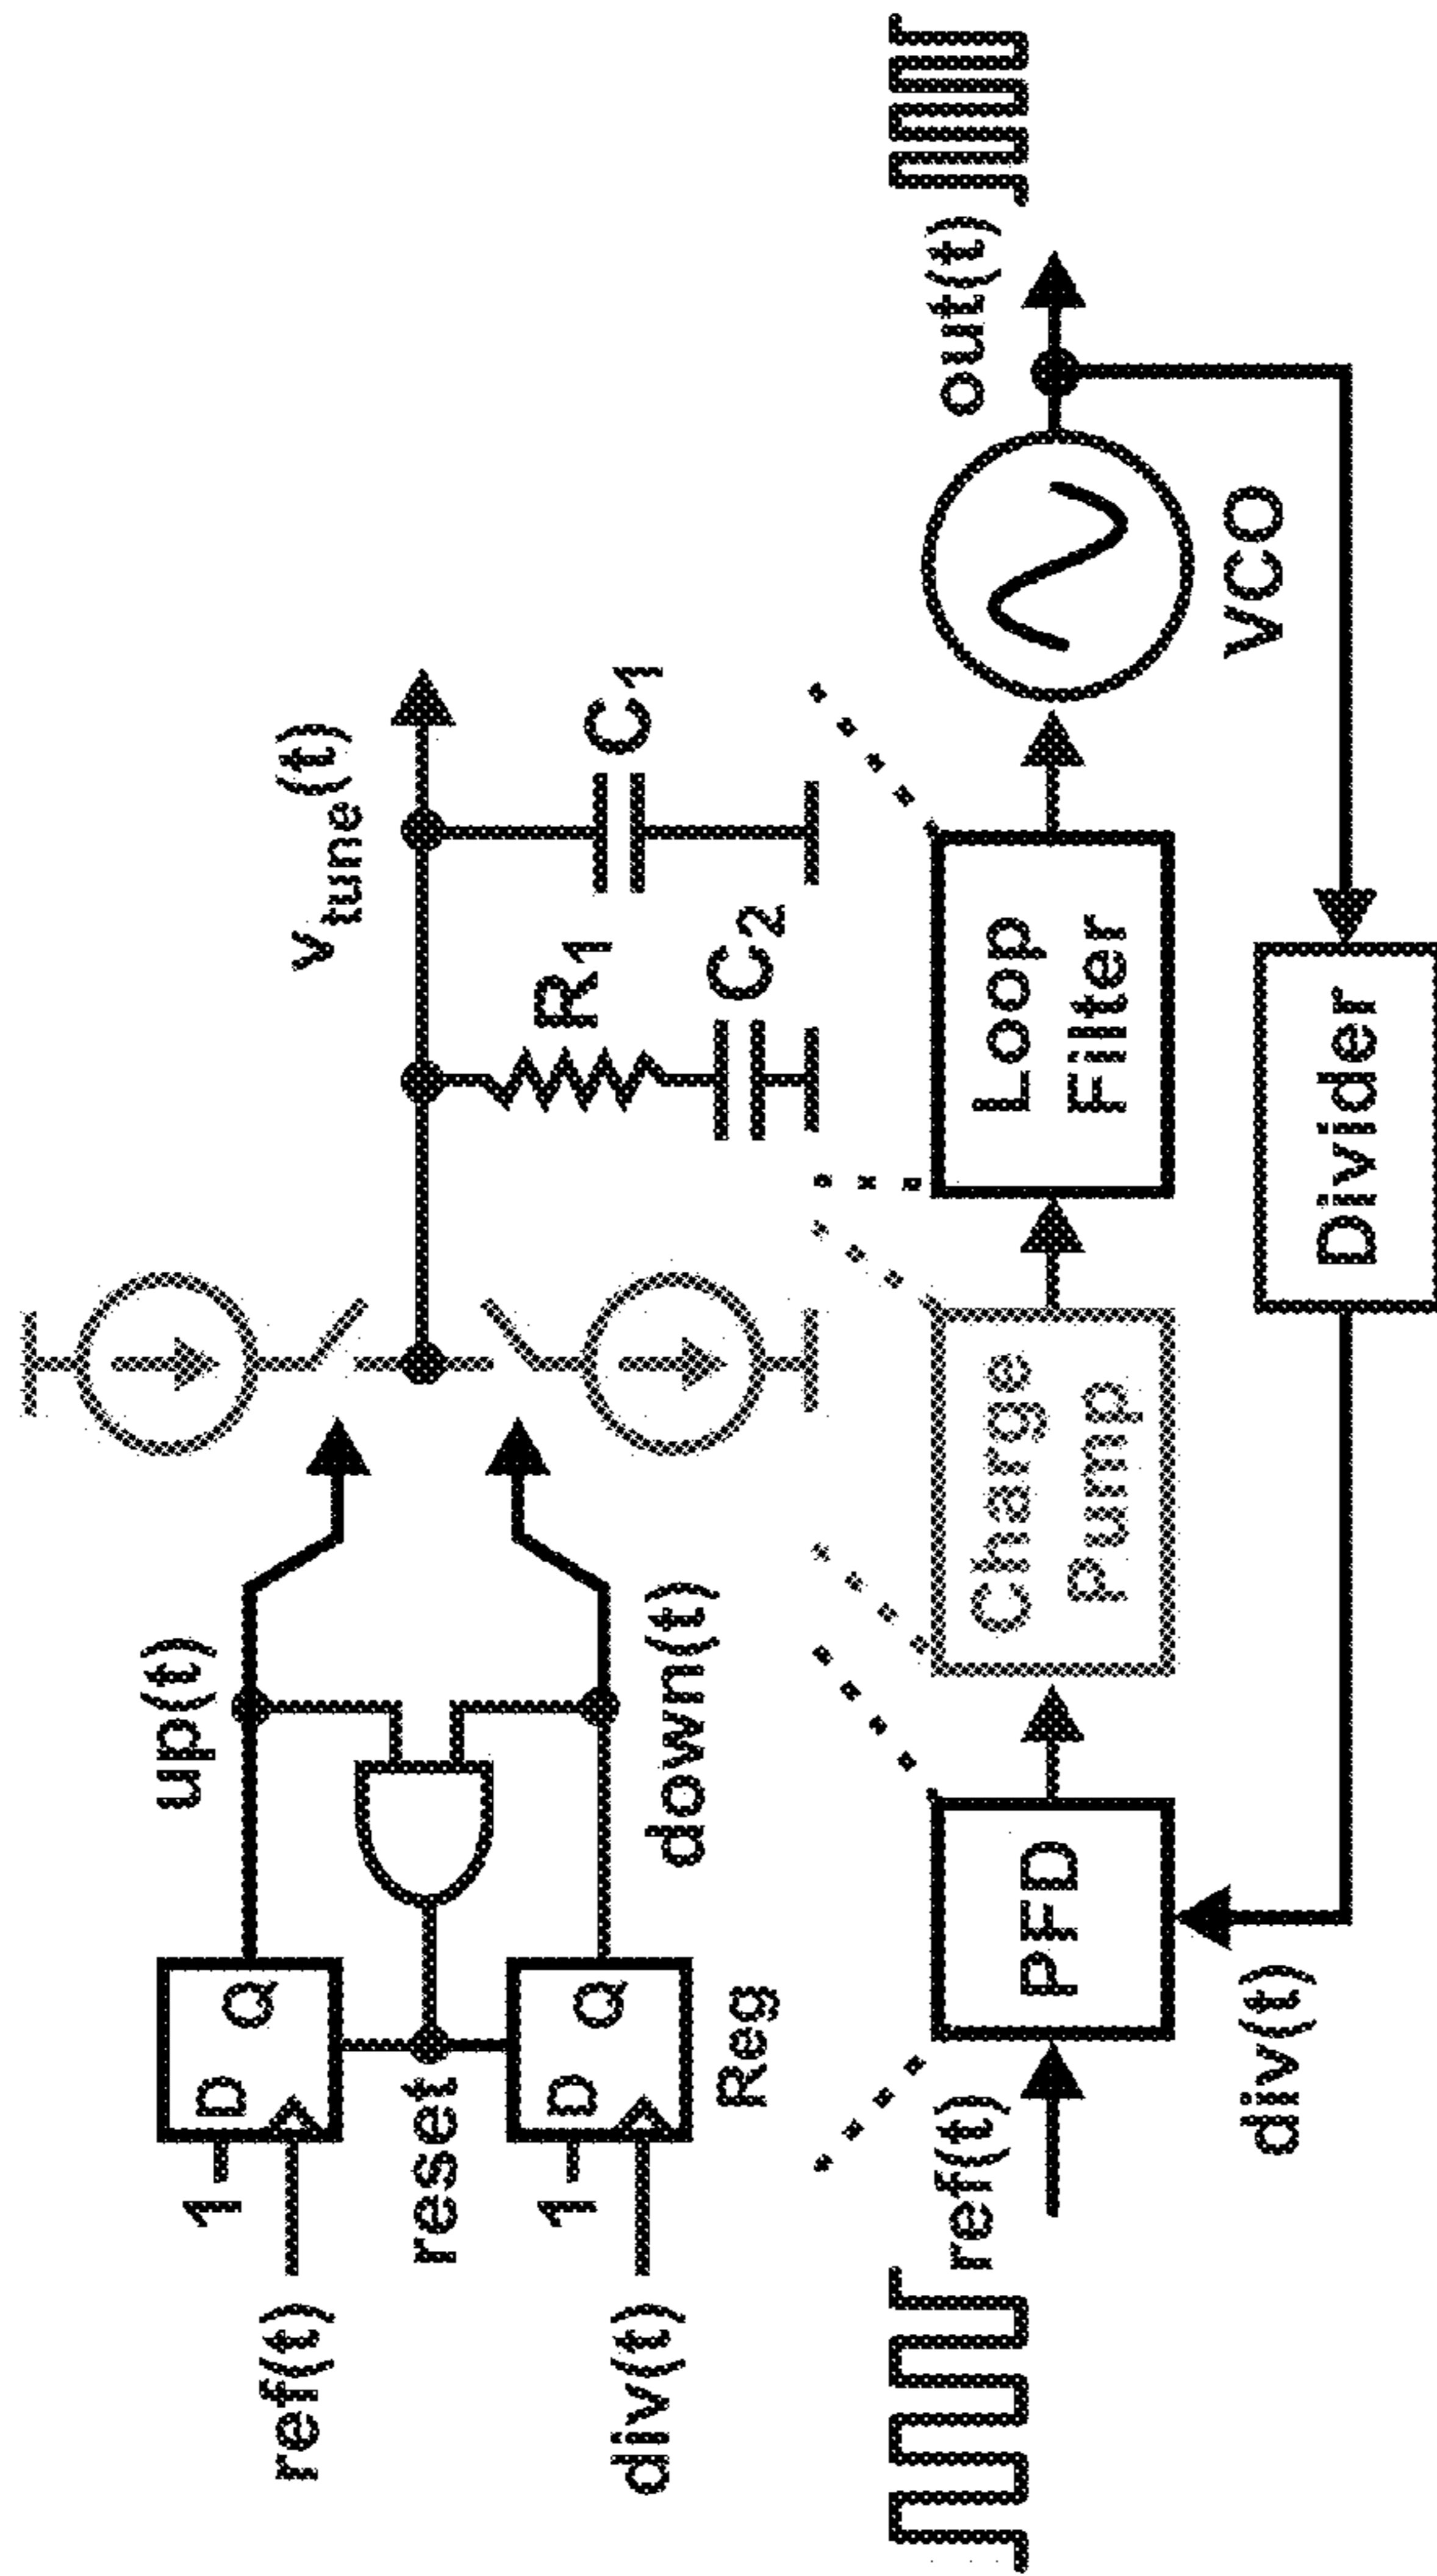 ref(t)
1
D
Q
up(t)
reset
div(t)
1
D
Q
Reg
down(t)
vtune(t)
R1
C2
C1
ref(t)
PFD
Charge
Pump
Loop
Filter
VCO
out(t)
div(t)
Divider